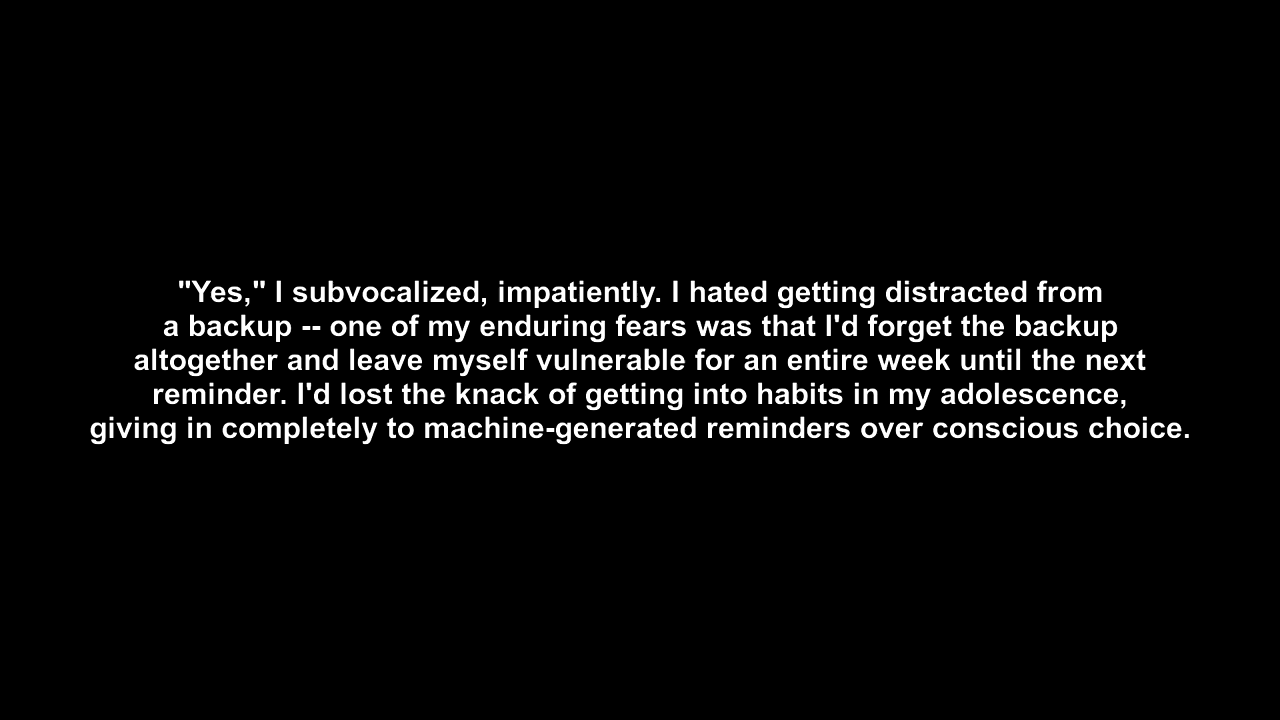 "Yes," I subvocalized, impatiently. I hated getting distracted from
a backup -- one of my enduring fears was that I'd forget the backup
altogether and leave myself vulnerable for an entire week until the next
reminder. I'd lost the knack of getting into habits in my adolescence,
giving in completely to machine-generated reminders over conscious choice.